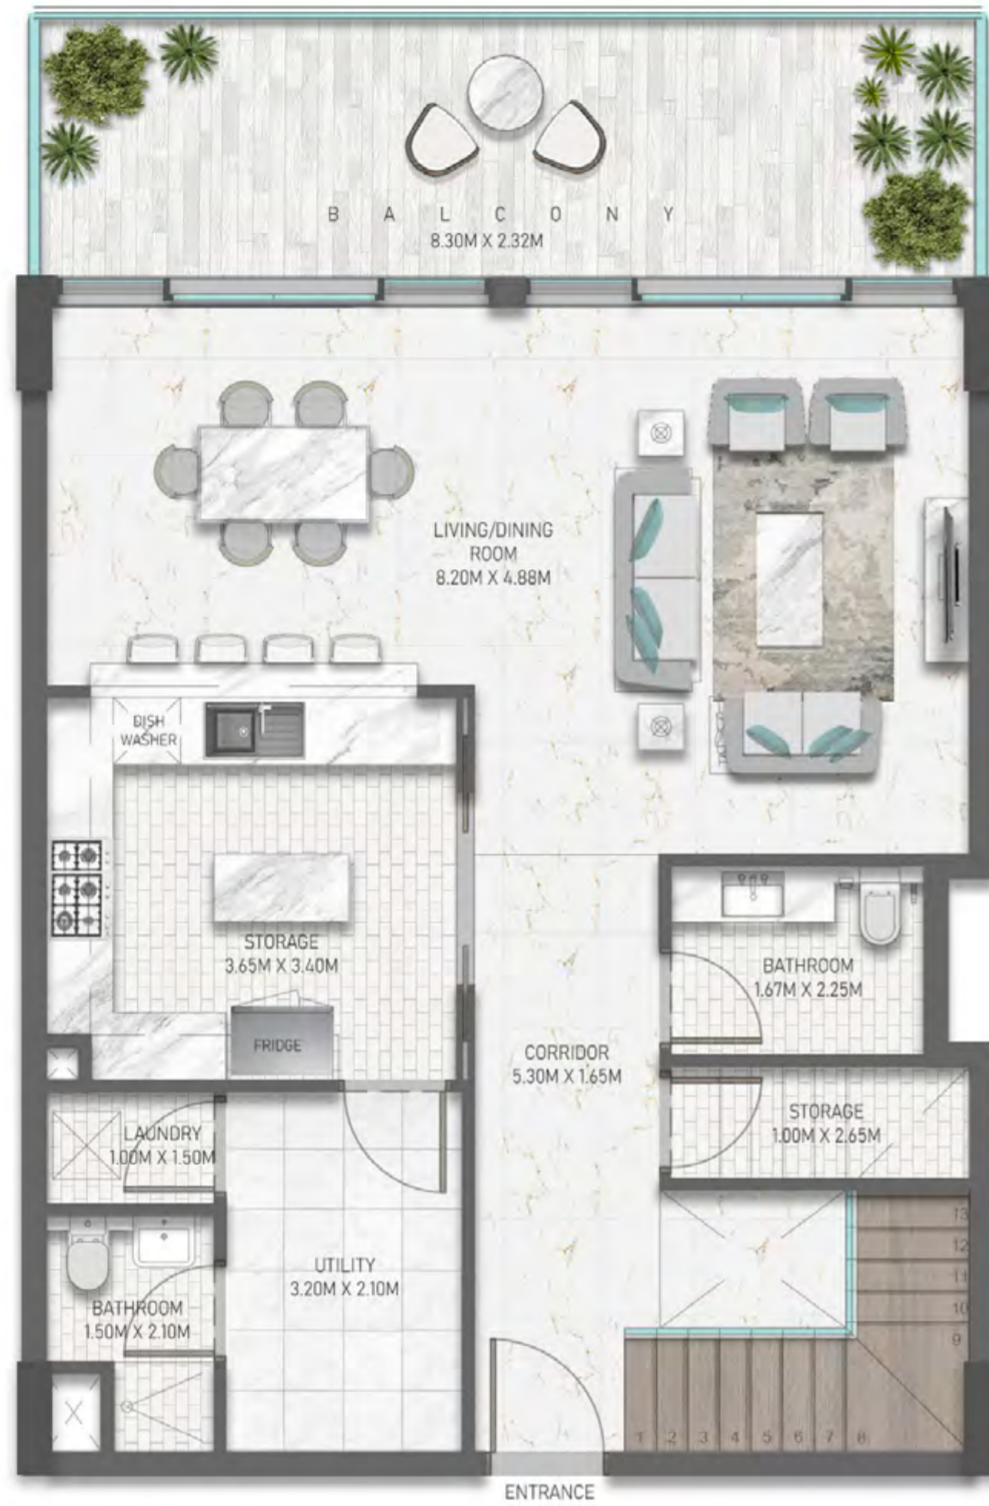 BALCONY
8.30M X 2.32M
LIVING/DINING
ROOM
8.20M X 4.88M
DISH
WASHER
STORAGE
3.65M X 3.40M
FRIDGE
BATHROOM
1.67M X 2.25M
CORRIDOR
5.30M X 1.65M
STORAGE
1.00M X 2.65M
LAUNDRY
1.00M X 1.50M
UTILITY
3.20M X 2.10M
BATHROOM
1.50M X 2.10M
13
12
11
10
9
1 2 3 4 5 6 7 8
ENTRANCE